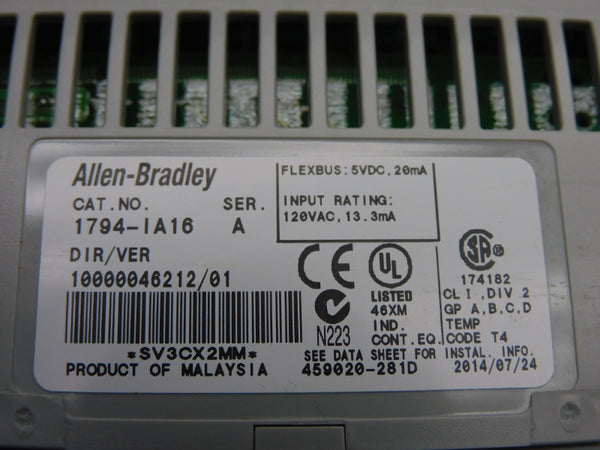 Allen-Bradley
CAT.NO. SER.
1794-IA16 A
DIR/VER
10000046212/01
*SV3CX2MM*
PRODUCT OF MALAYSIA
FLEXBUS: 5VDC, 20mA
INPUT RATING:
120VAC, 13.3mA
CE
UL
LISTED
46XM
IND.
CONT.EQ.
N223
SA
174182
CL I ,DIV 2
GP A,B,C,D
TEMP
CODE T4
SEE DATA SHEET FOR INSTAL. INFO.
459020-281D 2014/07/24